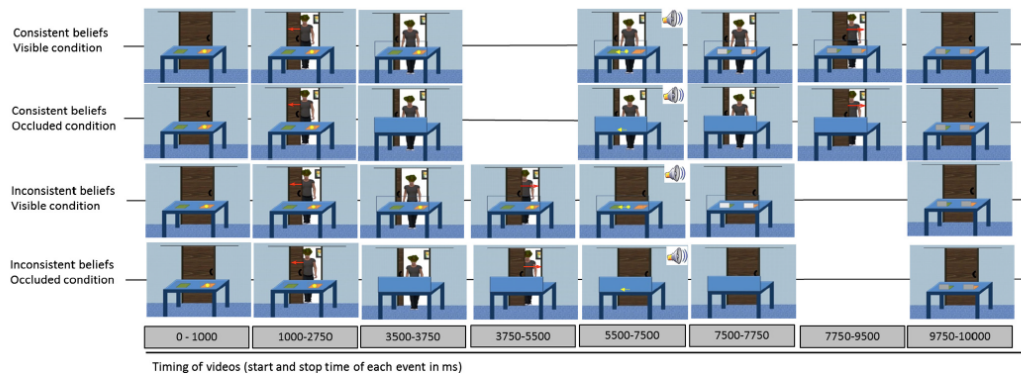 Consistent beliefs
Visible condition
Consistent beliefs
Occluded condition
Inconsistent beliefs
Visible condition
Inconsistent beliefs
Occluded condition
0 - 1000
1000-2750
3500-3750
3750-5500
5500-7500
7500-7750
7750-9500
9750-10000
Timing of videos (start and stop time of each event in ms)